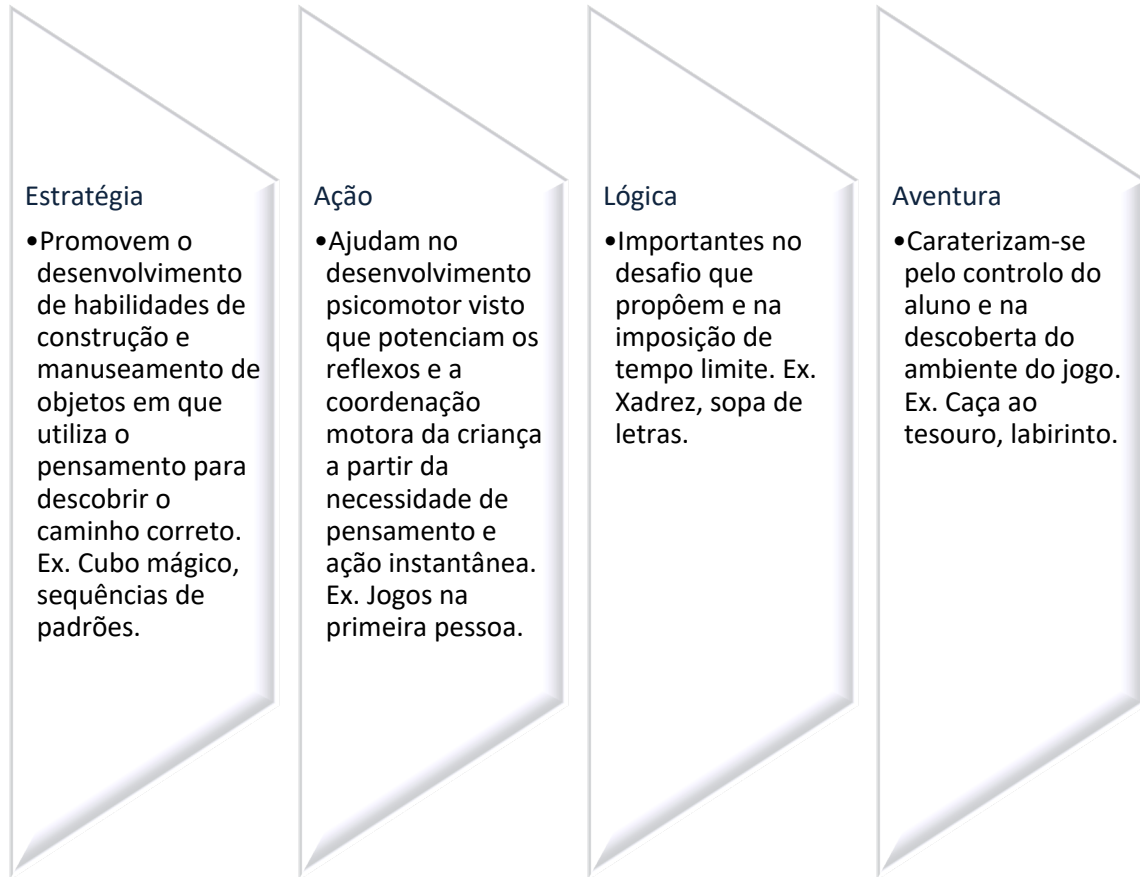 Estratégia
•Promovem o
desenvolvimento
de habilidades de
construção e
manuseamento de
objetos em que
utiliza o
pensamento para
descobrir o
caminho correto.
Ex. Cubo mágico,
sequências de
padrões.
Ação
•Ajudam no
desenvolvimento
psicomotor visto
que potenciam os
reflexos e a
coordenação
motora da criança
a partir da
necessidade de
pensamento e
ação instantânea.
Ex. Jogos na
primeira pessoa.
Lógica
•Importantes no
desafio que
propôem e na
imposição de
tempo limite. Ex.
Xadrez, sopa de
letras.
Aventura
•Caraterizam-se
pelo controlo do
aluno e na
descoberta do
ambiente do jogo.
Ex. Caça ao
tesouro, labirinto.